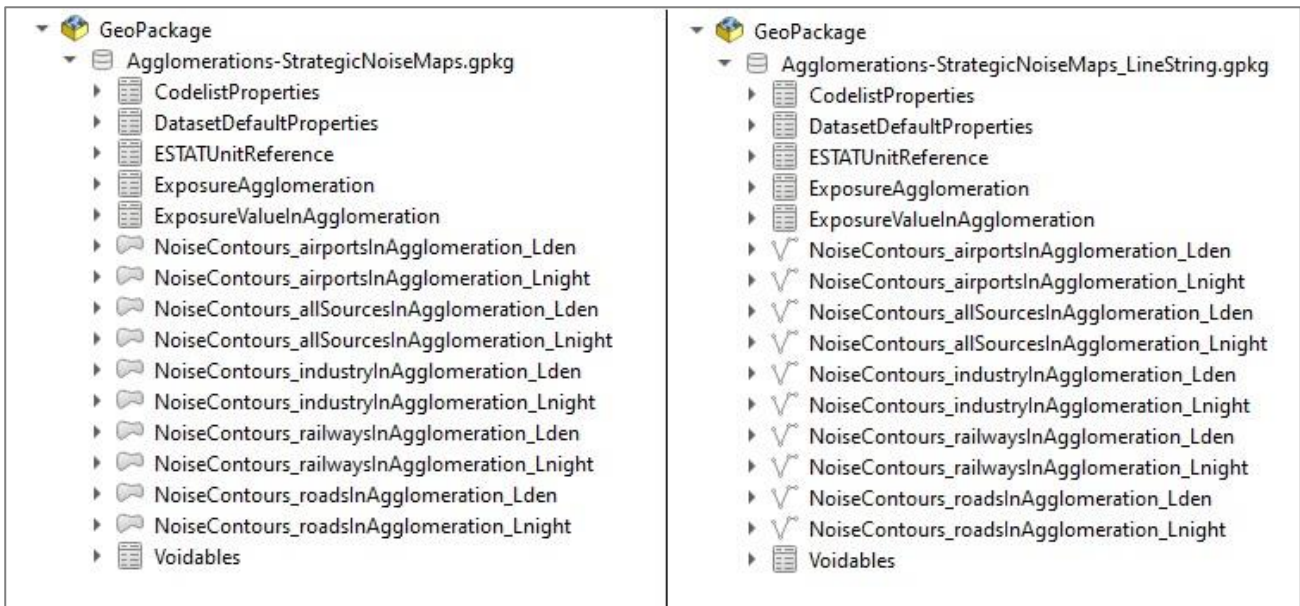 GeoPackage
Agglomerations-StrategicNoiseMaps.gpkg
CodelistProperties
DatasetDefaultProperties
ESTATUnitReference
ExposureAgglomeration
ExposureValueInAgglomeration
NoiseContours_airportsInAgglomeration_Lden
NoiseContours_airportsInAgglomeration_Lnight
NoiseContours_allSourcesInAgglomeration_Lden
NoiseContours_allSourcesInAgglomeration_Lnight
NoiseContours_industryInAgglomeration_Lden
NoiseContours_industryInAgglomeration_Lnight
NoiseContours_railwaysInAgglomeration_Lden
NoiseContours_railwaysInAgglomeration_Lnight
NoiseContours_roadsInAgglomeration_Lden
NoiseContours_roadsInAgglomeration_Lnight
Voidables
GeoPackage
Agglomerations-StrategicNoiseMaps_LineString.gpkg
CodelistProperties
DatasetDefaultProperties
ESTATUnitReference
ExposureAgglomeration
ExposureValueInAgglomeration
NoiseContours_airportsInAgglomeration_Lden
NoiseContours_airportsInAgglomeration_Lnight
NoiseContours_allSourcesInAgglomeration_Lden
NoiseContours_allSourcesInAgglomeration_Lnight
NoiseContours_industryInAgglomeration_Lden
NoiseContours_industryInAgglomeration_Lnight
NoiseContours_railwaysInAgglomeration_Lden
NoiseContours_railwaysInAgglomeration_Lnight
NoiseContours_roadsInAgglomeration_Lden
NoiseContours_roadsInAgglomeration_Lnight
Voidables